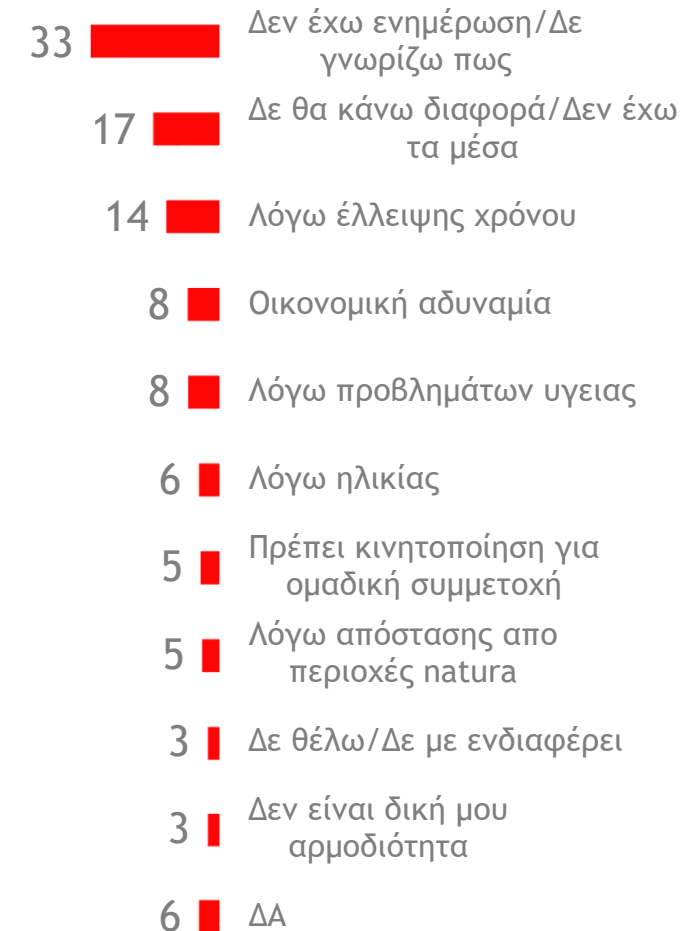 33 Δεν έχω ενημέρωση/Δε
γνωρίζω πως
17 Δε θα κάνω διαφορά/Δεν έχω
τα μέσα
14 Λόγω έλλειψης χρόνου
8 Οικονομική αδυναμία
8 Λόγω προβλημάτων υγειας
6 Λόγω ηλικίας
5 Πρέπει κινητοποίηση για
ομαδική συμμετοχή
5 Λόγω απόστασης απο
περιοχές natura
3 Δε θέλω/Δε με ενδιαφέρει
3 Δεν είναι δική μου
αρμοδιότητα
6 ΔΑ